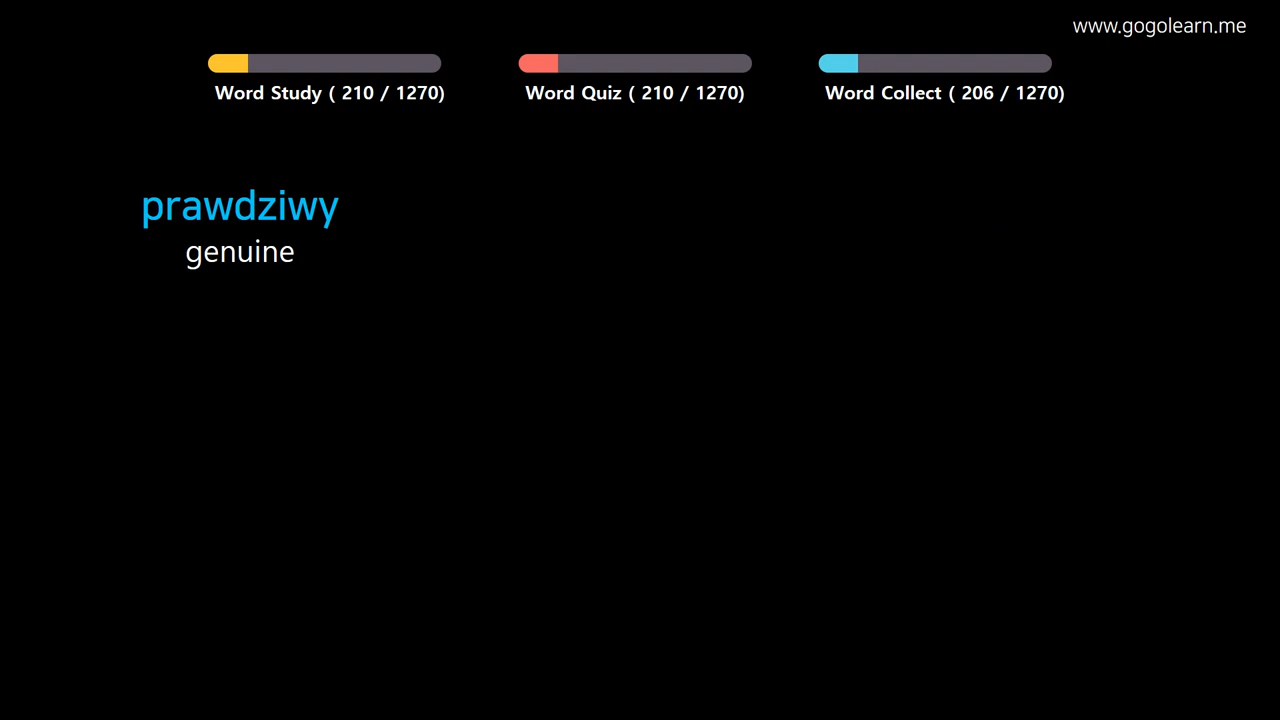 www.gogolearn.me
Word Study ( 210 / 1270)
Word Quiz ( 210 / 1270)
Word Collect ( 206 / 1270)
prawdziwy
genuine